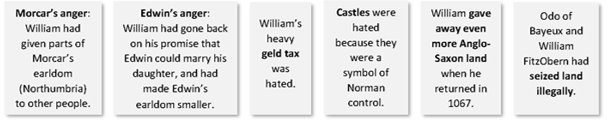 Morcar's anger:
William had
given parts of
Morcar's
earldom
(Northumbria)
to other people.
Edwin's anger:
William had gone back
on his promise that
Edwin could marry his
daughter, and had
made Edwin's
earldom smaller.
William's
heavy
geld tax
was
hated.
Castles were
hated
because they
were a
symbol of
Norman
control.
William gave
away even
more Anglo-
Saxon land
when he
returned in
1067.
Odo of
Bayeux and
William
FitzObern had
seized land
illegally.